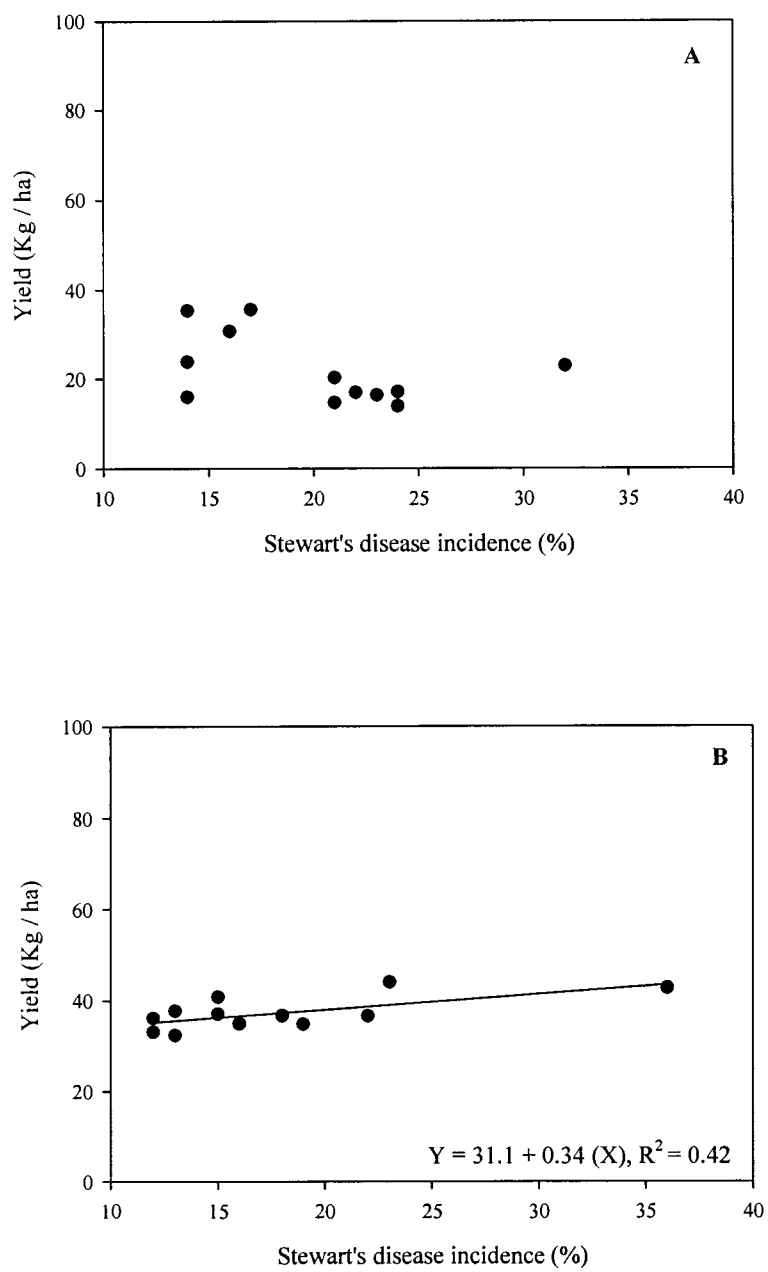 100
A
80
60
40
20
0
Yield (Kg / ha)
10 15 20 25 30 35 40
Stewart's disease incidence (%)
100
B
80
60
40
20
0
Yield (Kg / ha)
Y = 31.1 + 0.34 (X), R² = 0.42
10 15 20 25 30 35 40
Stewart's disease incidence (%)